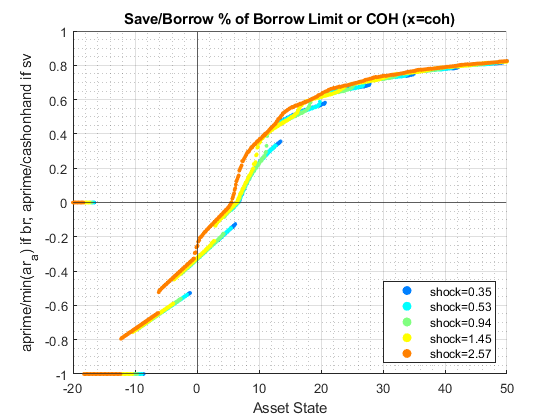 Save/Borrow % of Borrow Limit or COH (x=coh)
aprime/min(ar_a) if br; aprime/cashonhand if sv
1
0.8
0.6
0.4
0.2
0
-0.2
-0.4
-0.6
-0.8
-1
shock=0.35
shock=0.53
shock=0.94
shock=1.45
shock=2.57
-20 -10 0 10 20 30 40 50
Asset State